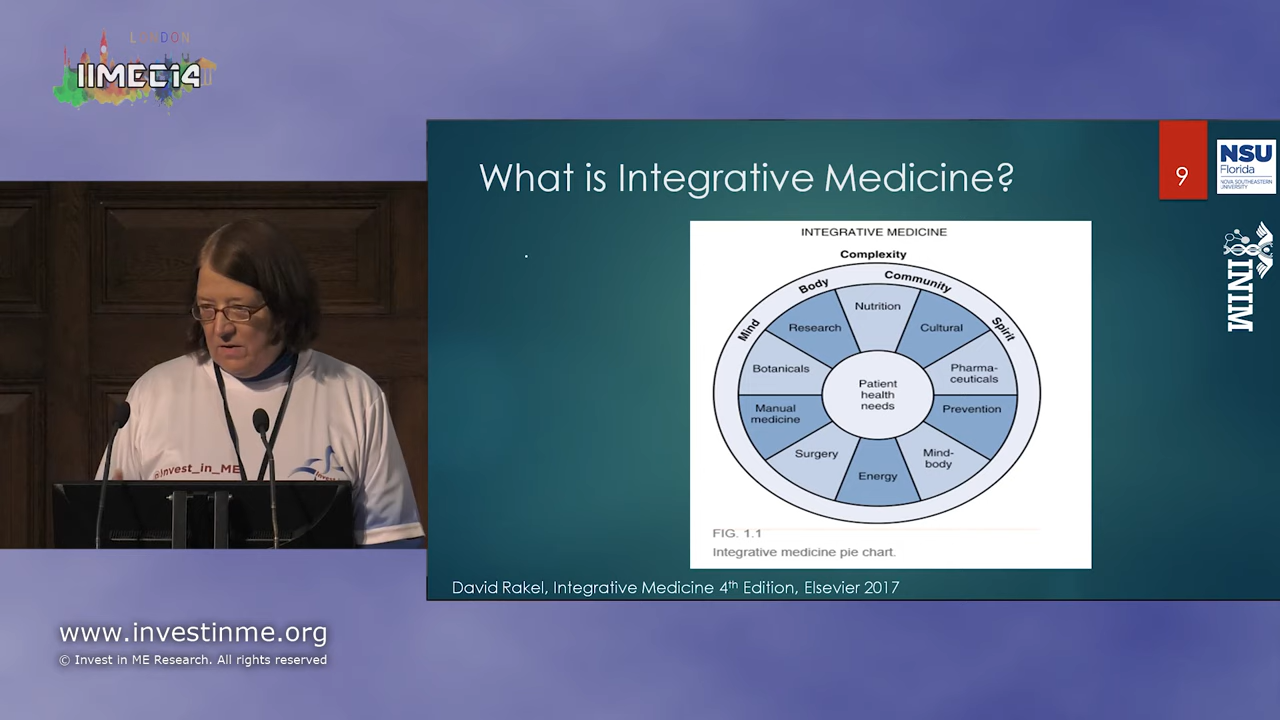 LONDON
IIMEC14
What is Integrative Medicine?
9
NSU
Florida
NOVA SOUTHEASTERN
UNIVERSITY
INIM
INTEGRATIVE MEDICINE
Complexity
Mind
Body
Community
Spirit
Nutrition
Cultural
Pharma-
ceuticals
Prevention
Mind-
body
Energy
Surgery
Manual
medicine
Botanicals
Research
Patient
health
needs
FIG. 1.1
Integrative medicine pie chart.
David Rakel, Integrative Medicine 4th Edition, Elsevier 2017
@Invest_in_ME
www.investinme.org
© Invest in ME Research. All rights reserved